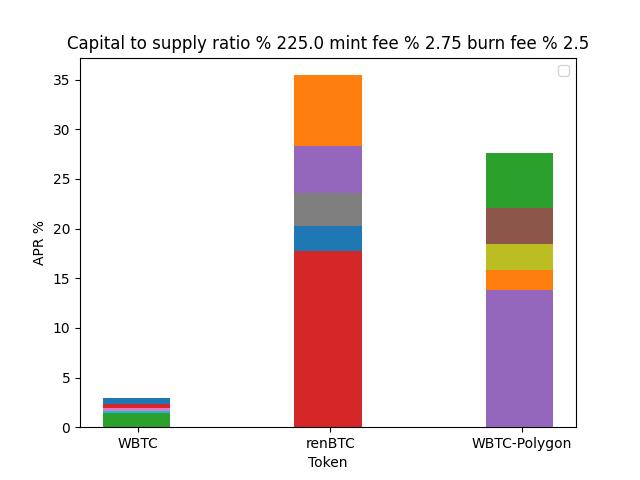 Capital to supply ratio % 225.0 mint fee % 2.75 burn fee % 2.5
35
30
25
20
15
10
5
0
APR %
WBTC renBTC WBTC-Polygon
Token